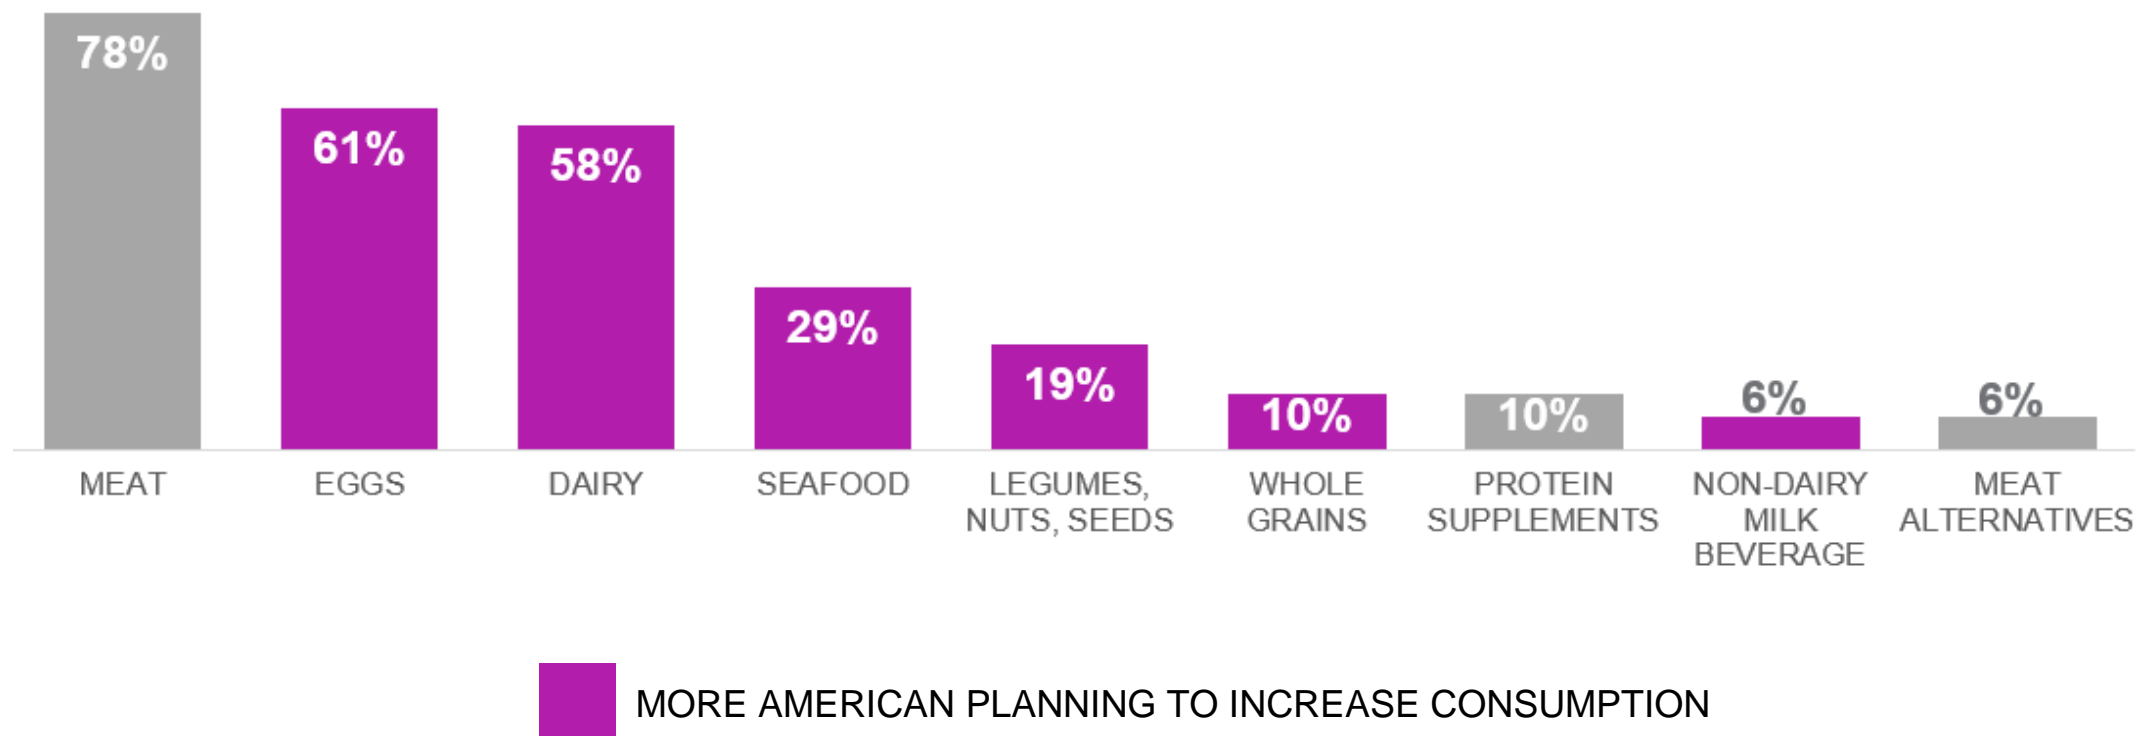 78%
61%
58%
29%
19%
10%
10%
6%
6%
MEAT
EGGS
DAIRY
SEAFOOD
LEGUMES,
NUTS, SEEDS
WHOLE
GRAINS
PROTEIN
SUPPLEMENTS
NON-DAIRY
MILK
BEVERAGE
MEAT
ALTERNATIVES
MORE AMERICAN PLANNING TO INCREASE CONSUMPTION